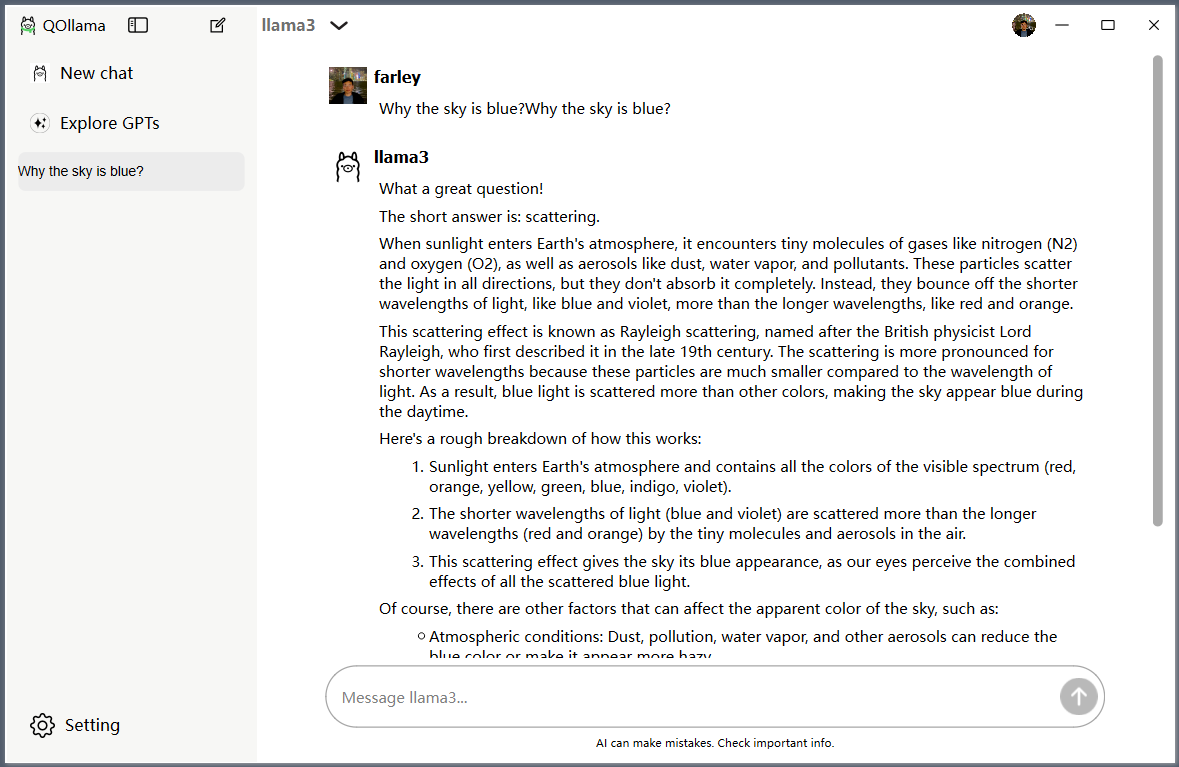 QOllama
llama3
New chat
Explore GPTs
Why the sky is blue?
farley
Why the sky is blue?Why the sky is blue?
llama3
What a great question!
The short answer is: scattering.
When sunlight enters Earth's atmosphere, it encounters tiny molecules of gases like nitrogen (N2)
and oxygen (O2), as well as aerosols like dust, water vapor, and pollutants. These particles scatter
the light in all directions, but they don't absorb it completely. Instead, they bounce off the shorter
wavelengths of light, like blue and violet, more than the longer wavelengths, like red and orange.
This scattering effect is known as Rayleigh scattering, named after the British physicist Lord
Rayleigh, who first described it in the late 19th century. The scattering is more pronounced for
shorter wavelengths because these particles are much smaller compared to the wavelength of
light. As a result, blue light is scattered more than other colors, making the sky appear blue during
the daytime.
Here's a rough breakdown of how this works:
1. Sunlight enters Earth's atmosphere and contains all the colors of the visible spectrum (red,
orange, yellow, green, blue, indigo, violet).
2. The shorter wavelengths of light (blue and violet) are scattered more than the longer
wavelengths (red and orange) by the tiny molecules and aerosols in the air.
3. This scattering effect gives the sky its blue appearance, as our eyes perceive the combined
effects of all the scattered blue light.
Of course, there are other factors that can affect the apparent color of the sky, such as:
○ Atmospheric conditions: Dust, pollution, water vapor, and other aerosols can reduce the
blue color or make it appear more hazy
Message llama3...
AI can make mistakes. Check important info.
Setting